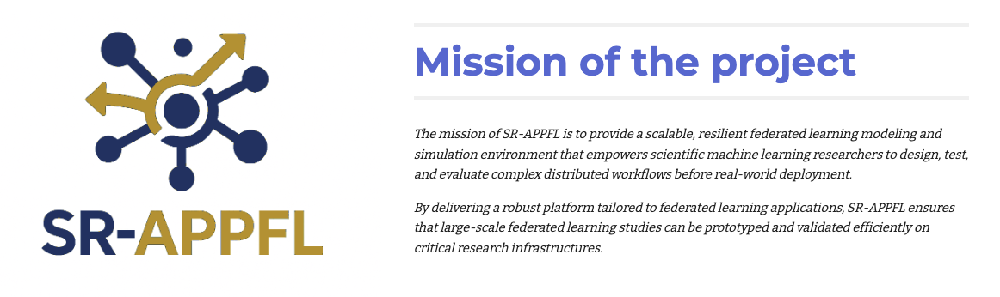 SR-APPFL
Mission of the project
The mission of SR-APPFL is to provide a scalable, resilient federated learning modeling and
simulation environment that empowers scientific machine learning researchers to design, test,
and evaluate complex distributed workflows before real-world deployment.
By delivering a robust platform tailored to federated learning applications, SR-APPFL ensures
that large-scale federated learning studies can be prototyped and validated efficiently on
critical research infrastructures.